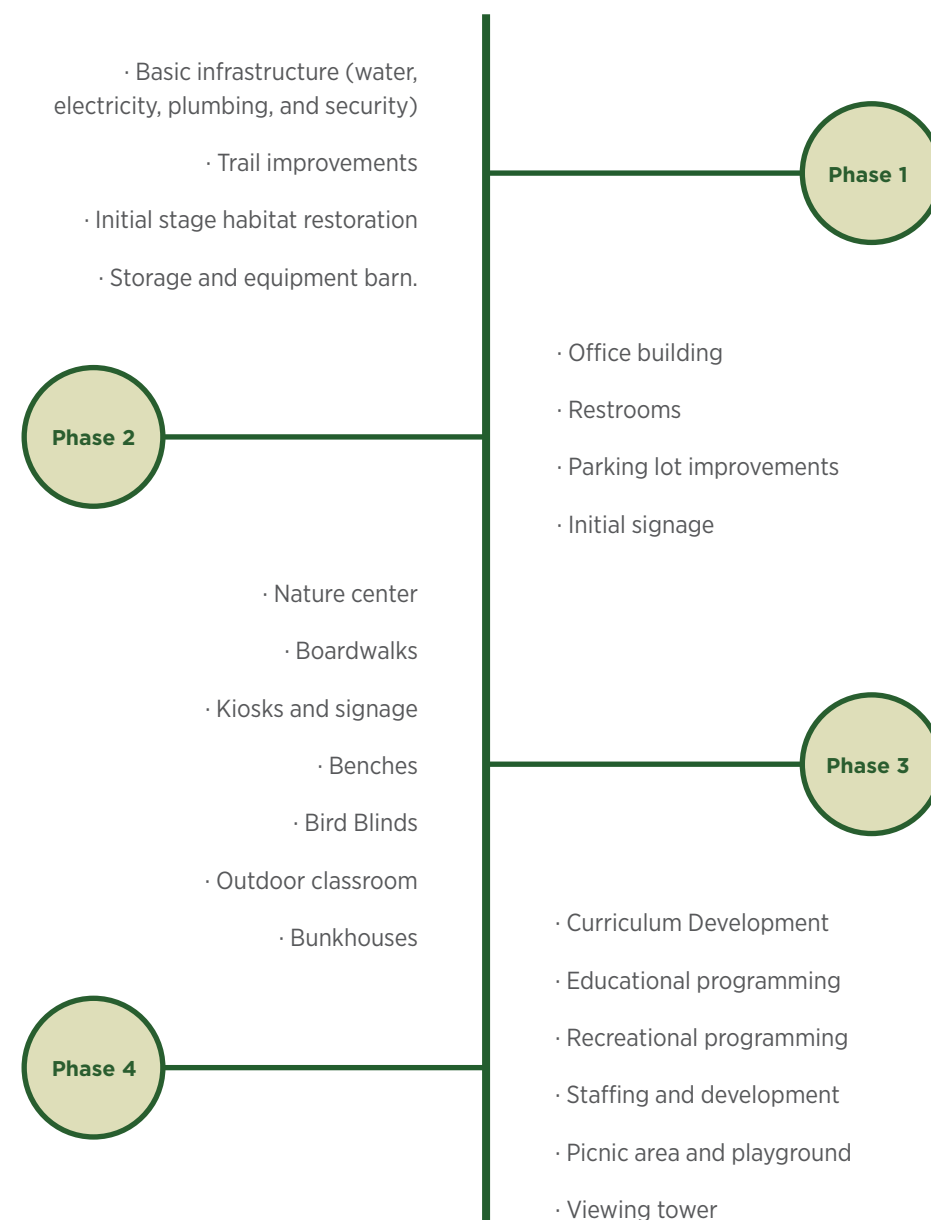 · Basic infrastructure (water,
electricity, plumbing, and security)
· Trail improvements
· Initial stage habitat restoration
· Storage and equipment barn.
Phase 1
Phase 2
· Office building
· Restrooms
· Parking lot improvements
· Initial signage
· Nature center
· Boardwalks
· Kiosks and signage
· Benches
· Bird Blinds
· Outdoor classroom
· Bunkhouses
Phase 3
Phase 4
· Curriculum Development
· Educational programming
· Recreational programming
· Staffing and development
· Picnic area and playground
· Viewing tower